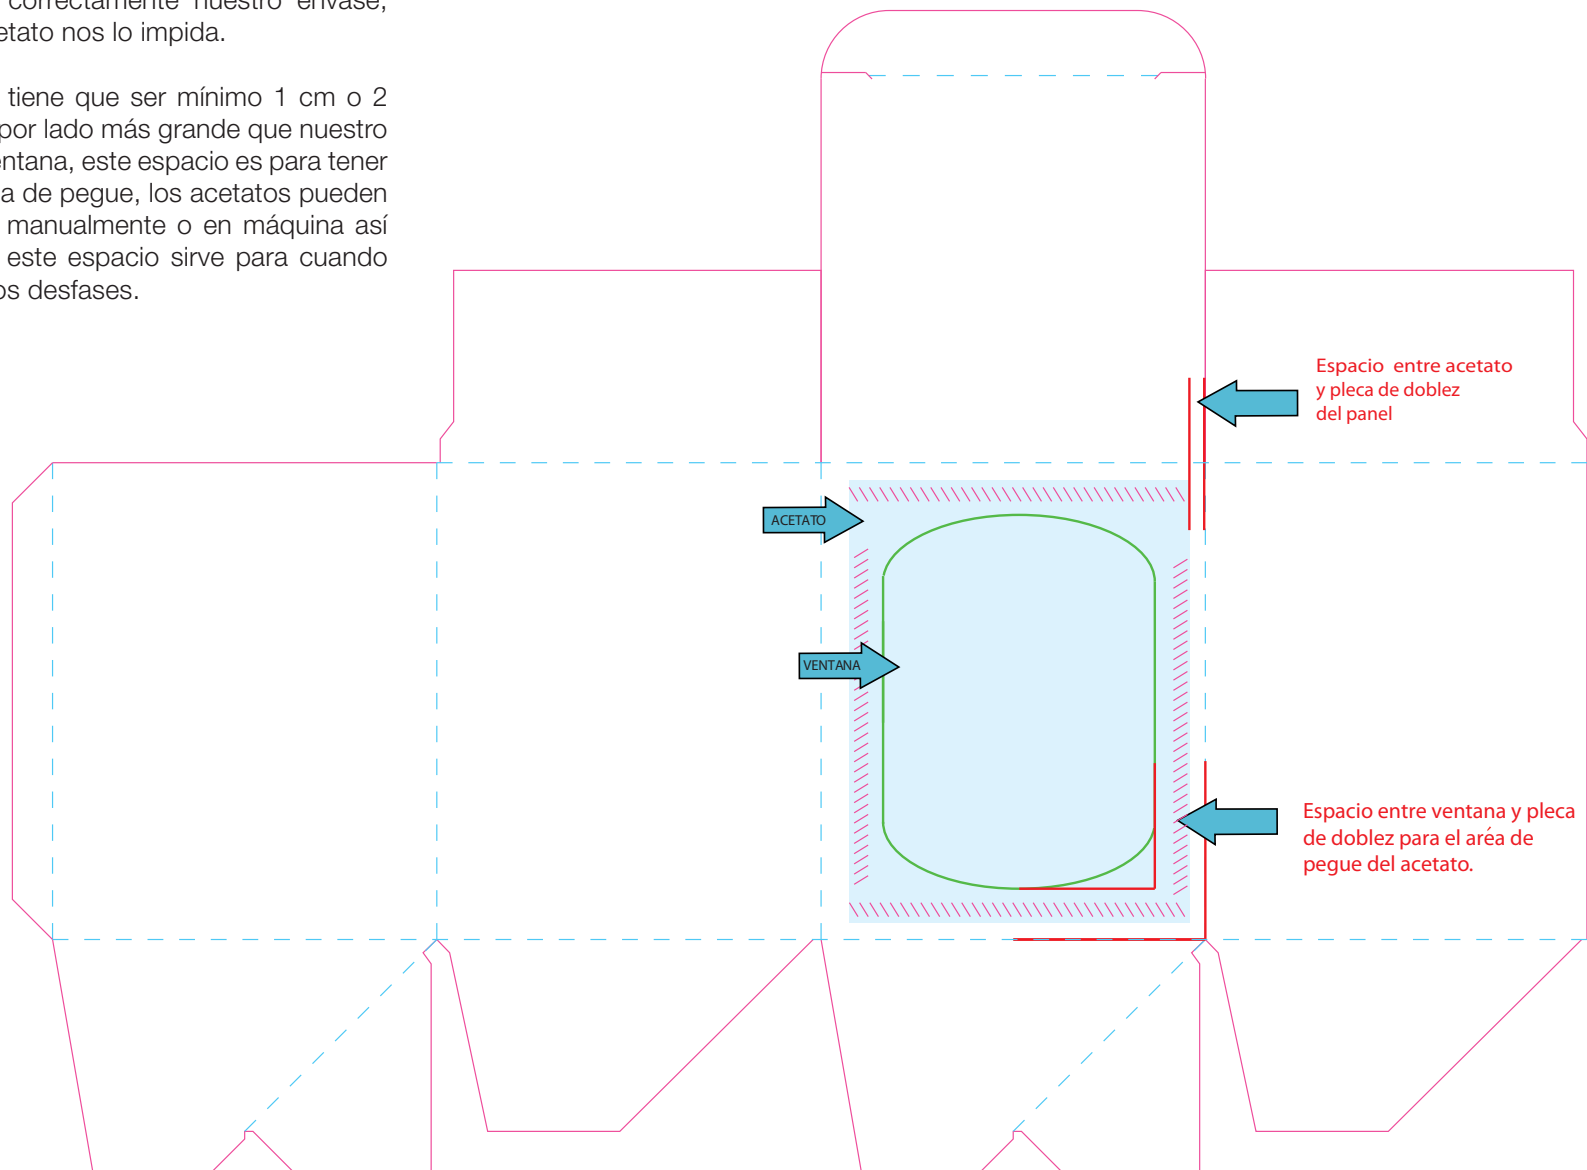 correctamente nuestro envase,
etato nos lo impida.
tiene que ser mínimo 1 cm o 2
por lado más grande que nuestro
entana, este espacio es para tener
a de pegue, los acetatos pueden
manualmente o en máquina así
este espacio sirve para cuando
os desfases.
Espacio entre acetato
y pleca de doblez
del panel
ACETATO
VENTANA
Espacio entre ventana y pleca
de doblez para el aréa de
pegue del acetato.